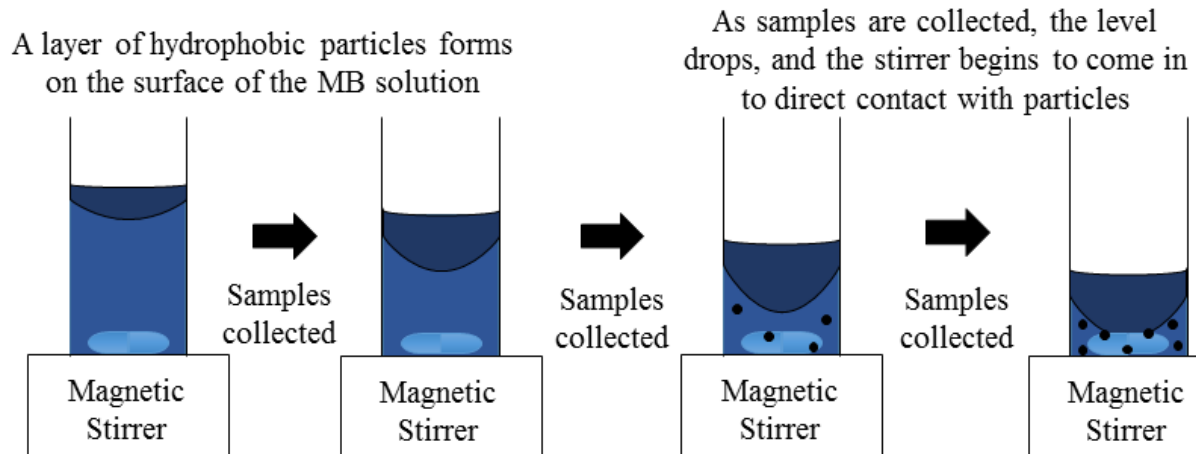 A layer of hydrophobic particles forms
on the surface of the MB solution
As samples are collected, the level
drops, and the stirrer begins to come in
to direct contact with particles
Samples
collected
Samples
collected
Samples
collected
Magnetic
Stirrer
Magnetic
Stirrer
Magnetic
Stirrer
Magnetic
Stirrer